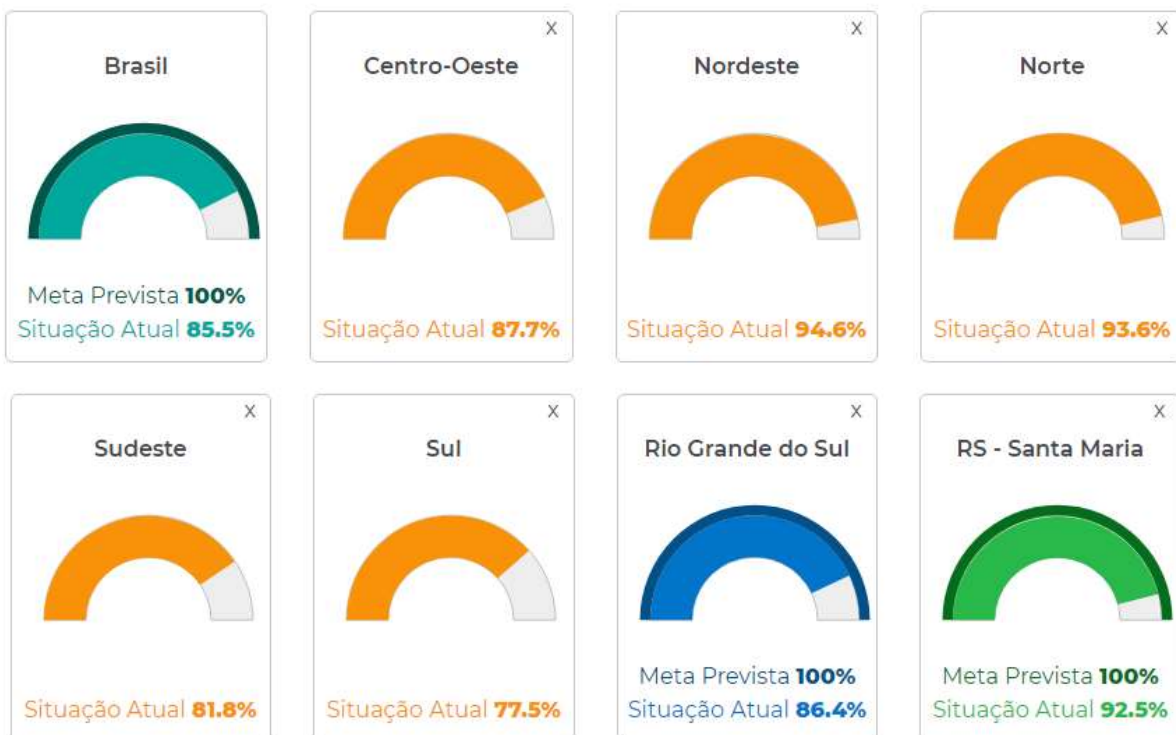 X
X
X
Brasil
Centro-Oeste
Nordeste
Norte
Meta Prevista 100%
Situação Atual 85.5%
Situação Atual 87.7%
Situação Atual 94.6%
Situação Atual 93.6%
X
X
X
X
Sudeste
Sul
Rio Grande do Sul
RS - Santa Maria
Situação Atual 81.8%
Situação Atual 77.5%
Meta Prevista 100%
Situação Atual 86.4%
Meta Prevista 100%
Situação Atual 92.5%